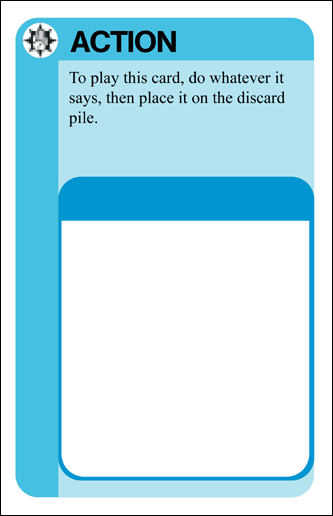 ACTION
To play this card, do whatever it
says, then place it on the discard
pile.